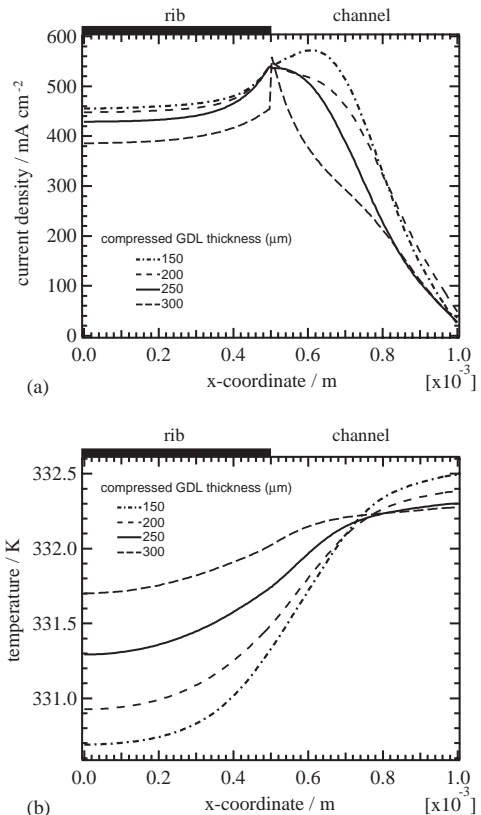 rib channel
600
500
400
300
200
100
0
current density / mA cm⁻²
compressed GDL thickness (μm)
150
200
250
300
0.0 0.2 0.4 0.6 0.8 1.0
(a) x-coordinate / m [x10⁻³]
rib channel
332.5
332.0
331.5
331.0
temperature / K
compressed GDL thickness (μm)
150
200
250
300
0.0 0.2 0.4 0.6 0.8 1.0
(b) x-coordinate / m [x10⁻³]